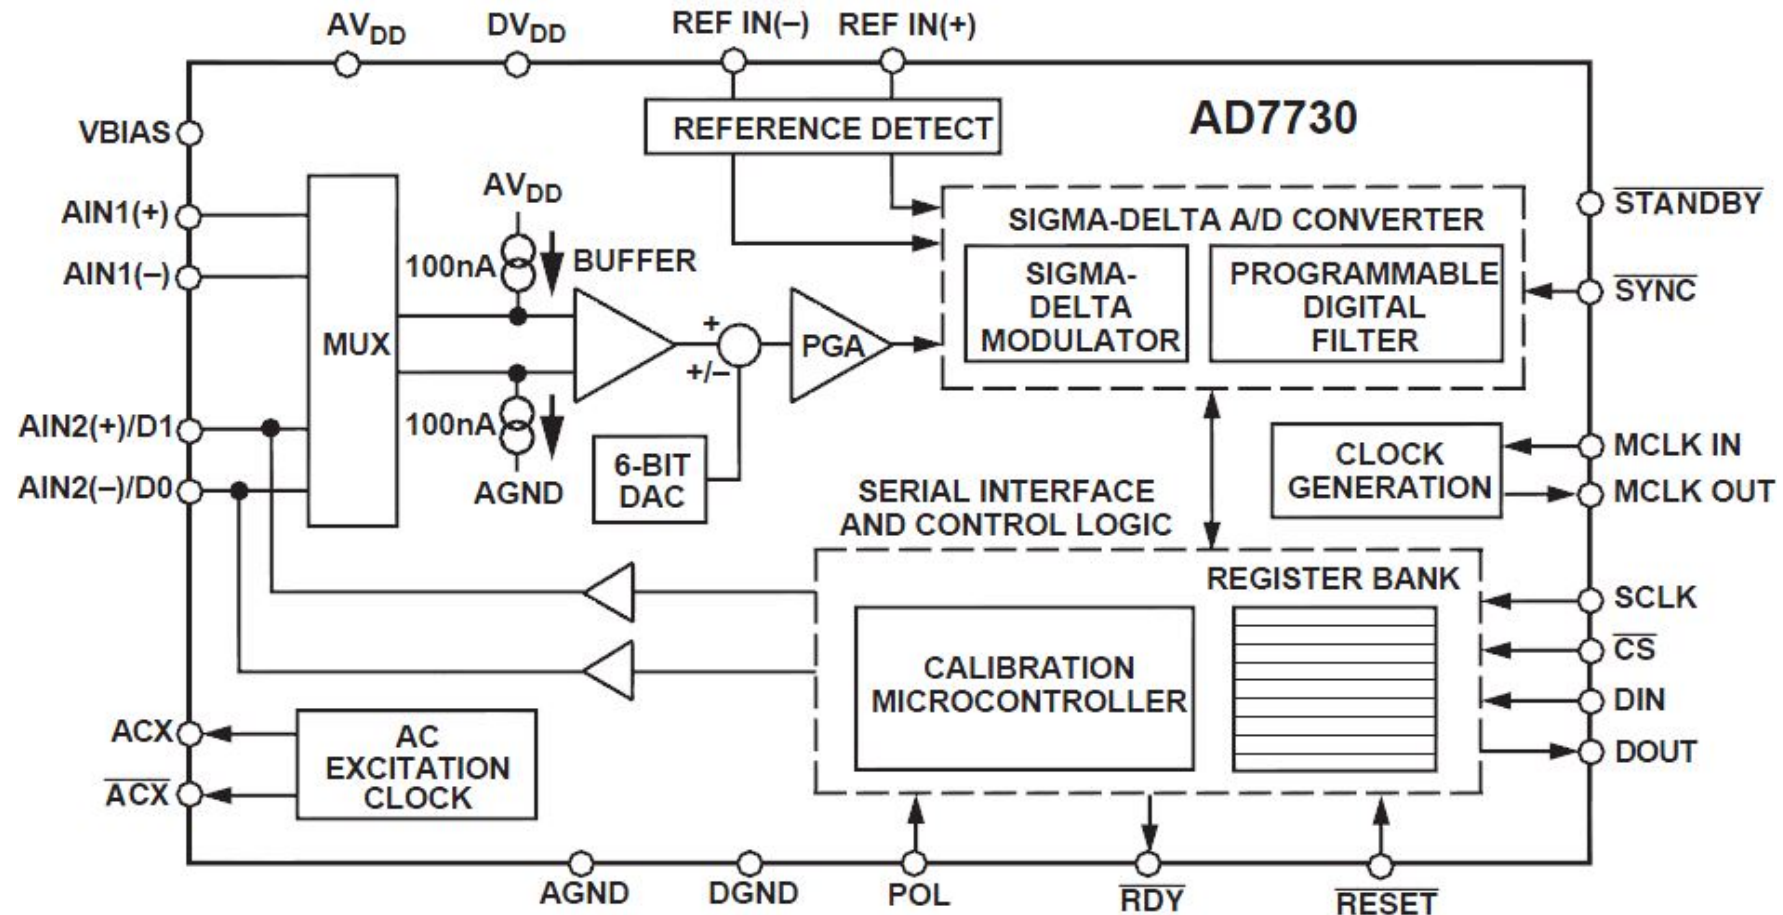 AVDD
DVDD
REF IN(–)
REF IN(+)
REFERENCE DETECT
AD7730
VBIAS
AIN1(+)
AIN1(–)
AIN2(+)/D1
AIN2(–)/D0
MUX
AVDD
100nA
BUFFER
100nA
AGND
+
+/–
PGA
6-BIT
DAC
SIGMA-DELTA A/D CONVERTER
SIGMA-
DELTA
MODULATOR
PROGRAMMABLE
DIGITAL
FILTER
STANDBY
SYNC
CLOCK
GENERATION
MCLK IN
MCLK OUT
SERIAL INTERFACE
AND CONTROL LOGIC
REGISTER BANK
CALIBRATION
MICROCONTROLLER
SCLK
CS
DIN
DOUT
ACX
ACX
AC
EXCITATION
CLOCK
AGND
DGND
POL
RDY
RESET